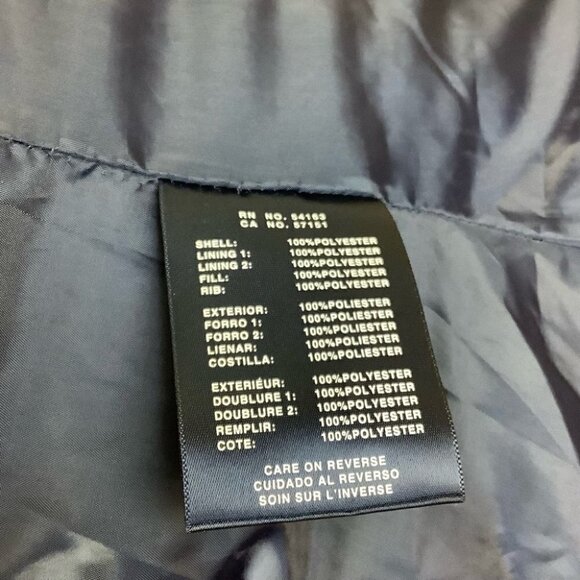 RN NO. 54163
CA NO. 57151
SHELL: 100%POLYESTER
LINING 1: 100%POLYESTER
LINING 2: 100%POLYESTER
FILL: 100%POLYESTER
RIB: 100%POLYESTER
EXTERIOR: 100%POLIESTER
FORRO 1: 100%POLIESTER
FORRO 2: 100%POLIESTER
LIENAR: 100%POLIESTER
COSTILLA: 100%POLIESTER
EXTERIÉUR: 100%POLYESTER
DOUBLURE 1: 100%POLYESTER
DOUBLURE 2: 100%POLYESTER
REMPLIR: 100%POLYESTER
COTE: 100%POLYESTER
CARE ON REVERSE
CUIDADO AL REVERSO
SOIN SUR L'INVERSE